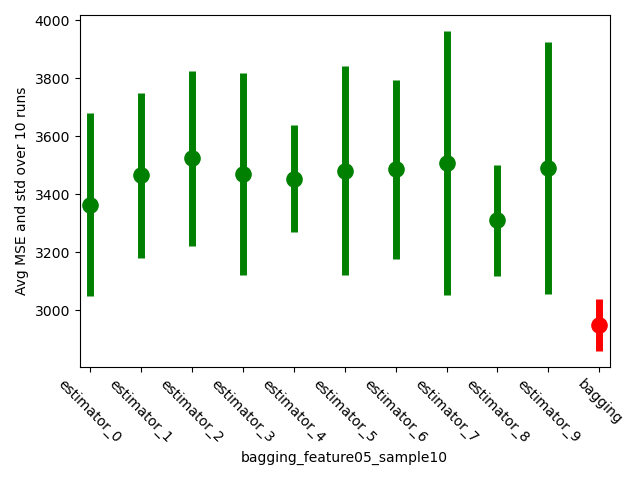 4000
3800
3600
3400
3200
3000
Avg MSE and std over 10 runs
estimator_0
estimator_1
estimator_2
estimator_3
estimator_4
estimator_5
estimator_6
estimator_7
estimator_8
estimator_9
bagging
bagging_feature05_sample10